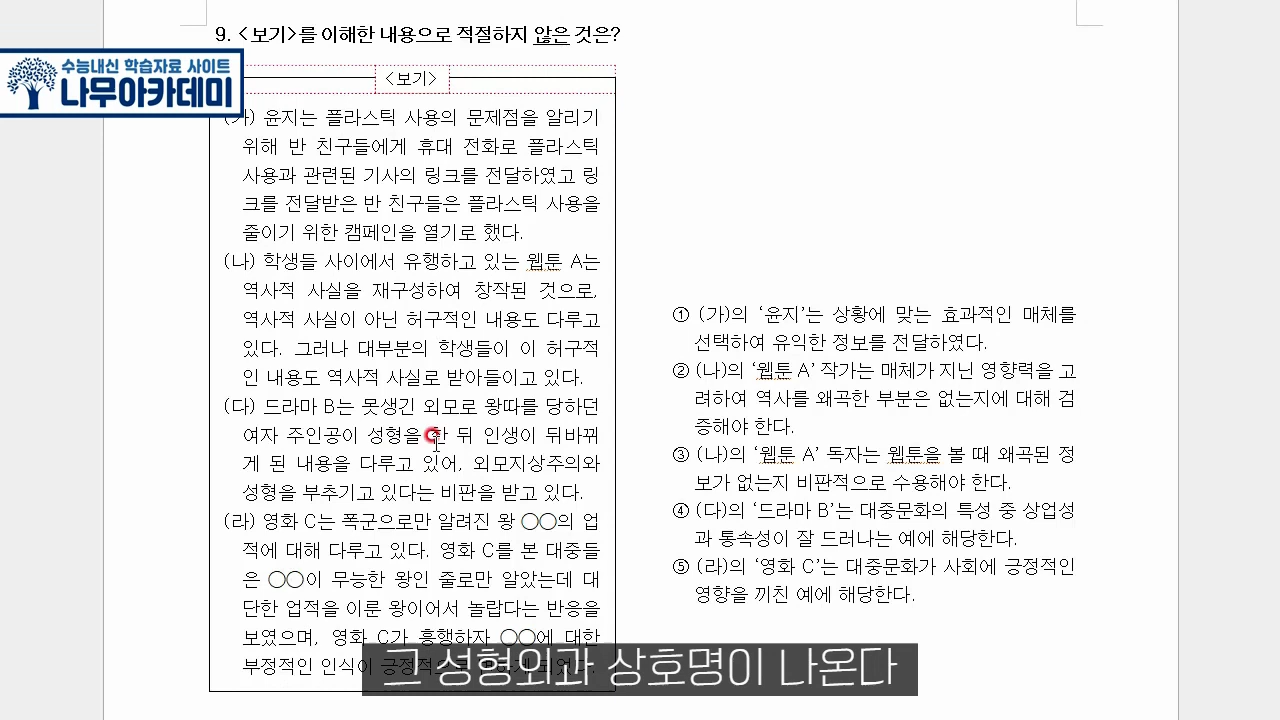 9. <보기>를 이해한 내용으로 적절하지 않은 것은?
수능내신 학습자료 사이트
나무아카데미
<보기>
(가) 윤지는 플라스틱 사용의 문제점을 알리기
위해 반 친구들에게 휴대 전화로 플라스틱
사용과 관련된 기사의 링크를 전달하였고 링
크를 전달받은 반 친구들은 플라스틱 사용을
줄이기 위한 캠페인을 열기로 했다.
(나) 학생들 사이에서 유행하고 있는 웹툰 A는
역사적 사실을 재구성하여 창작된 것으로,
역사적 사실이 아닌 허구적인 내용도 다루고
있다. 그러나 대부분의 학생들이 이 허구적
인 내용도 역사적 사실로 받아들이고 있다.
(다) 드라마 B는 못생긴 외모로 왕따를 당하던
여자 주인공이 성형을 한 뒤 인생이 뒤바뀌
게 된 내용을 다루고 있어, 외모지상주의와
성형을 부추기고 있다는 비판을 받고 있다.
(라) 영화 C는 폭군으로만 알려진 왕 ○○의 업
적에 대해 다루고 있다. 영화 C를 본 대중들
은 ○○이 무능한 왕인 줄로만 알았는데 대
단한 업적을 이룬 왕이어서 놀랍다는 반응을
보였으며, 영화 C가 흥행하자 ○○에 대한
부정적인 인식이 긍정적으로
① (가)의 ‘윤지’는 상황에 맞는 효과적인 매체를
선택하여 유익한 정보를 전달하였다.
② (나)의 ‘웹툰 A’ 작가는 매체가 지닌 영향력을 고
려하여 역사를 왜곡한 부분은 없는지에 대해 검
증해야 한다.
③ (나)의 ‘웹툰 A’ 독자는 웹툰을 볼 때 왜곡된 정
보가 없는지 비판적으로 수용해야 한다.
④ (다)의 ‘드라마 B’는 대중문화의 특성 중 상업성
과 통속성이 잘 드러나는 예에 해당한다.
⑤ (라)의 ‘영화 C’는 대중문화가 사회에 긍정적인
영향을 끼친 예에 해당한다.
그 성형외과 상호명이 나온다